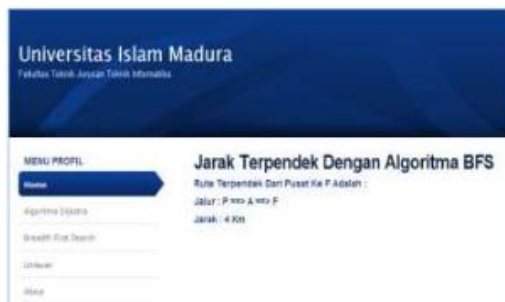 Universitas Islam Madura
Fakultas Teknik Jurusan Teknik Informatika
MENU PROFIL
Home
Algoritma Dijkstra
Breadth First Search
About
Jarak Terpendek Dengan Algoritma BFS
Rute Terpendek Dari Pusat Ke F Adalah :
Jalur : P ==> A ==> F
Jarak : 4 Km